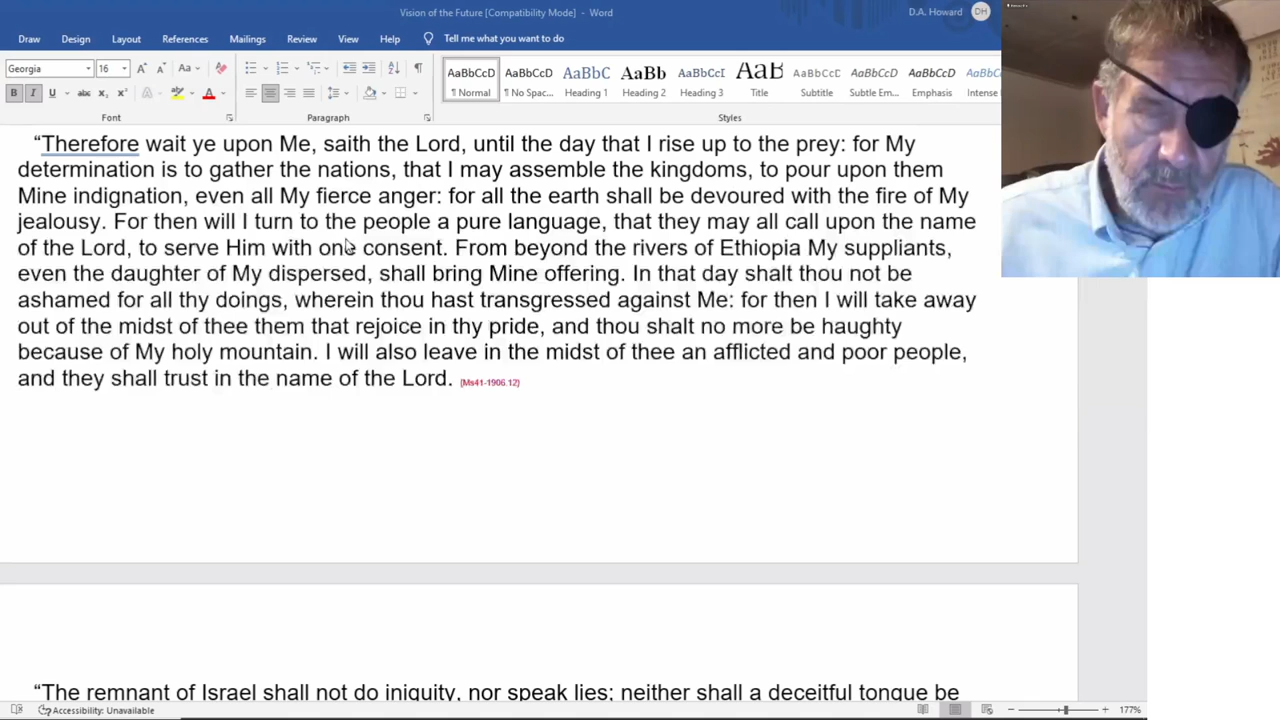 Vision of the Future [Compatibility Mode] - Word
D.A. Howard
DH
Draw Design Layout References Mailings Review View Help Tell me what you want to do
Georgia 16 Aa
AaBbCcD AaBbCcD AaBbC AaBb AaBbCcI AaB AaBbCcD AaBbCcD AaBbCcD AaBbC
¶ Normal ¶ No Spac... Heading 1 Heading 2 Heading 3 Title Subtitle Subtle Em... Emphasis Intense
B I U abc X₂ X² A A
Font Paragraph Styles
“Therefore wait ye upon Me, saith the Lord, until the day that I rise up to the prey: for My
determination is to gather the nations, that I may assemble the kingdoms, to pour upon them
Mine indignation, even all My fierce anger: for all the earth shall be devoured with the fire of My
jealousy. For then will I turn to the people a pure language, that they may all call upon the name
of the Lord, to serve Him with one consent. From beyond the rivers of Ethiopia My suppliants,
even the daughter of My dispersed, shall bring Mine offering. In that day shalt thou not be
ashamed for all thy doings, wherein thou hast transgressed against Me: for then I will take away
out of the midst of thee them that rejoice in thy pride, and thou shalt no more be haughty
because of My holy mountain. I will also leave in the midst of thee an afflicted and poor people,
and they shall trust in the name of the Lord. {Ms41-1906.12}
“The remnant of Israel shall not do iniquity, nor speak lies; neither shall a deceitful tongue be
Accessibility: Unavailable
177%